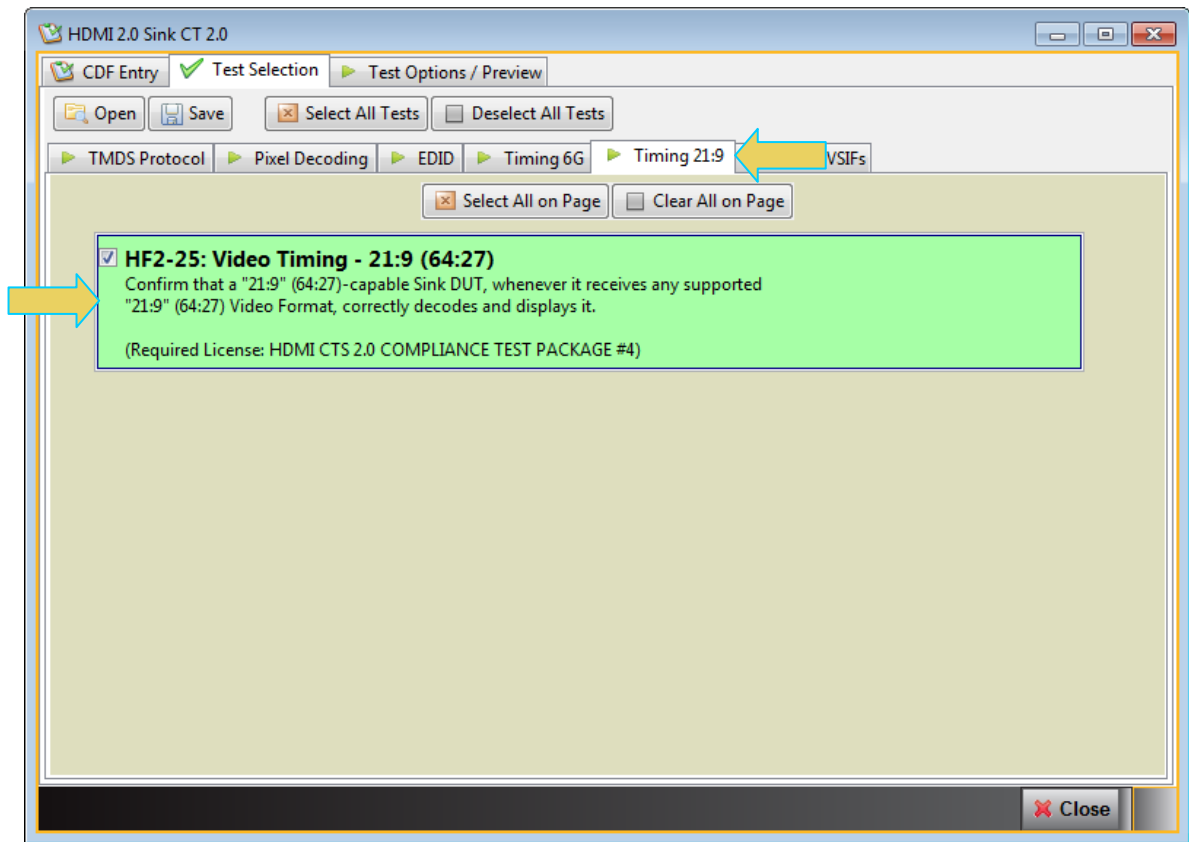 HDMI 2.0 Sink CT 2.0
CDF Entry Test Selection Test Options / Preview
Open Save Select All Tests Deselect All Tests
TMDS Protocol Pixel Decoding EDID Timing 6G Timing 21:9 VSIFs
Select All on Page Clear All on Page
HF2-25: Video Timing - 21:9 (64:27)
Confirm that a "21:9" (64:27)-capable Sink DUT, whenever it receives any supported
"21:9" (64:27) Video Format, correctly decodes and displays it.
(Required License: HDMI CTS 2.0 COMPLIANCE TEST PACKAGE #4)
Close